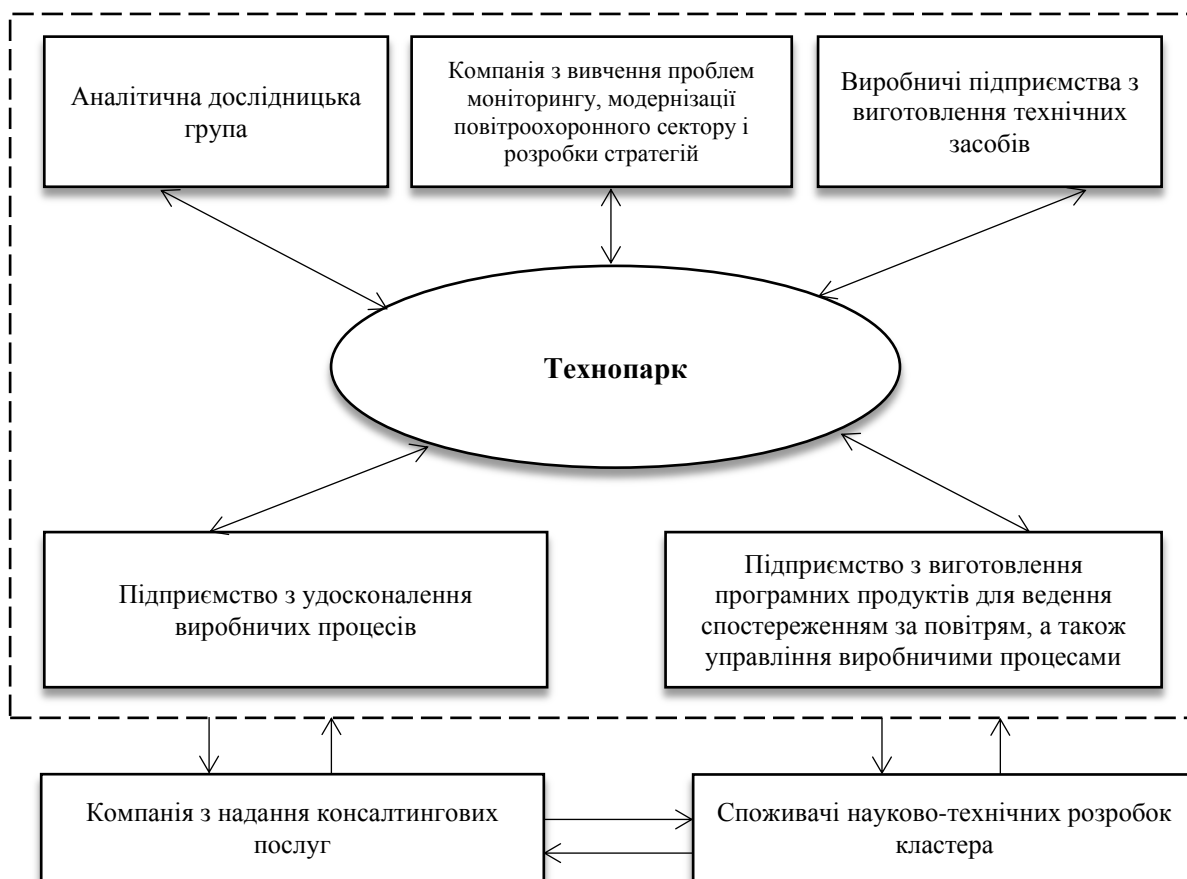 Аналітична дослідницька
група
Компанія з вивчення проблем
моніторингу, модернізації
повітроохоронного сектору і
розробки стратегій
Виробничі підприємства з
виготовлення технічних
засобів
Технопарк
Підприємство з удосконалення
виробничих процесів
Підприємство з виготовлення
програмних продуктів для ведення
спостереженням за повітрям, а також
управління виробничими процесами
Компанія з надання консалтингових
послуг
Споживачі науково-технічних розробок
кластера